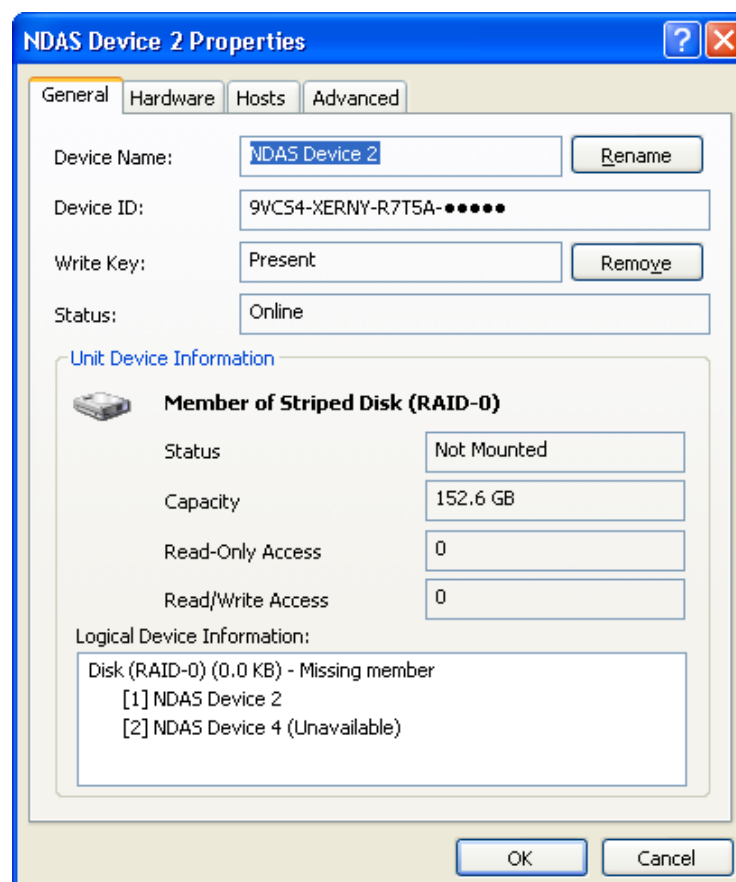 NDAS Device 2 Properties
General Hardware Hosts Advanced
Device Name: NDAS Device 2 Rename
Device ID: 9VCS4-XERNY-R7T5A-●●●●●
Write Key: Present Remove
Status: Online
Unit Device Information
Member of Striped Disk (RAID-0)
Status Not Mounted
Capacity 152.6 GB
Read-Only Access 0
Read/Write Access 0
Logical Device Information:
Disk (RAID-0) (0.0 KB) - Missing member
[1] NDAS Device 2
[2] NDAS Device 4 (Unavailable)
OK Cancel